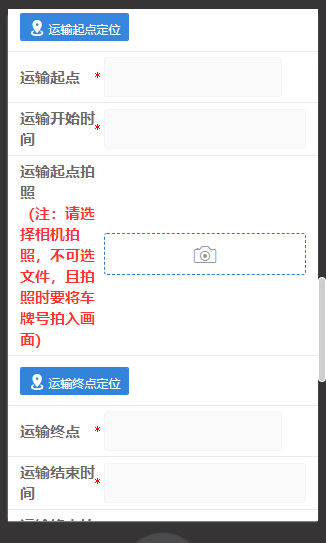 运输起点定位
运输起点 *
运输开始时
间 *
运输起点拍
照
（注：请选
择相机拍
照，不可选
文件，且拍
照时要将车
牌号拍入画
面）
运输终点定位
运输终点 *
运输结束时
间 *